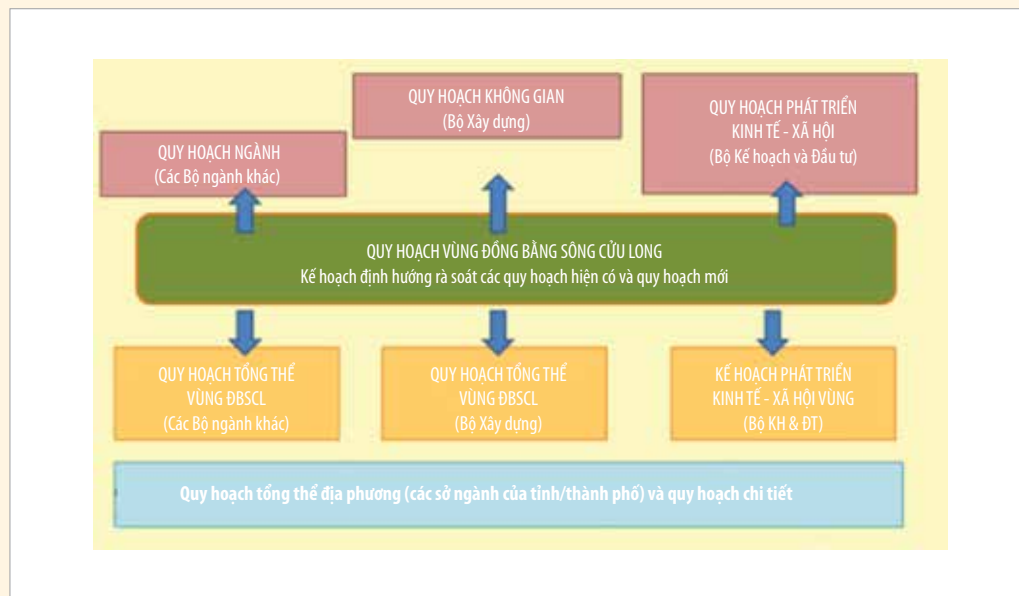 QUY HOẠCH NGÀNH
(Các Bộ ngành khác)
QUY HOẠCH KHÔNG GIAN
(Bộ Xây dựng)
QUY HOẠCH PHÁT TRIỂN
KINH TẾ - XÃ HỘI
(Bộ Kế hoạch và Đầu tư)
QUY HOẠCH VÙNG ĐỒNG BẰNG SÔNG CỬU LONG
Kế hoạch định hướng rà soát các quy hoạch hiện có và quy hoạch mới
QUY HOẠCH TỔNG THỂ
VÙNG ĐBSCL
(Các Bộ ngành khác)
QUY HOẠCH TỔNG THỂ
VÙNG ĐBSCL
(Bộ Xây dựng)
KẾ HOẠCH PHÁT TRIỂN
KINH TẾ - XÃ HỘI VÙNG
(Bộ KH & ĐT)
Quy hoạch tổng thể địa phương (các sở ngành của tỉnh/thành phố) và quy hoạch chi tiết